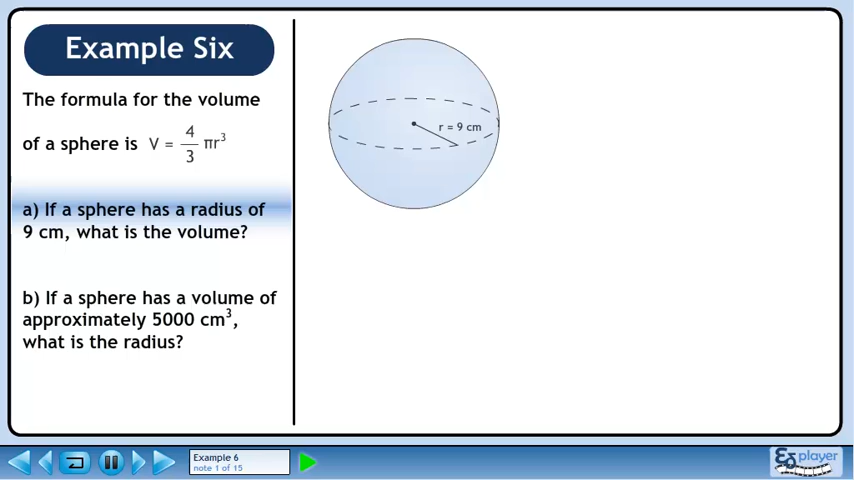 Example Six
The formula for the volume
of a sphere is V = 4/3 πr³
a) If a sphere has a radius of
9 cm, what is the volume?
b) If a sphere has a volume of
approximately 5000 cm³,
what is the radius?
r = 9 cm
Example 6
note 1 of 15
player